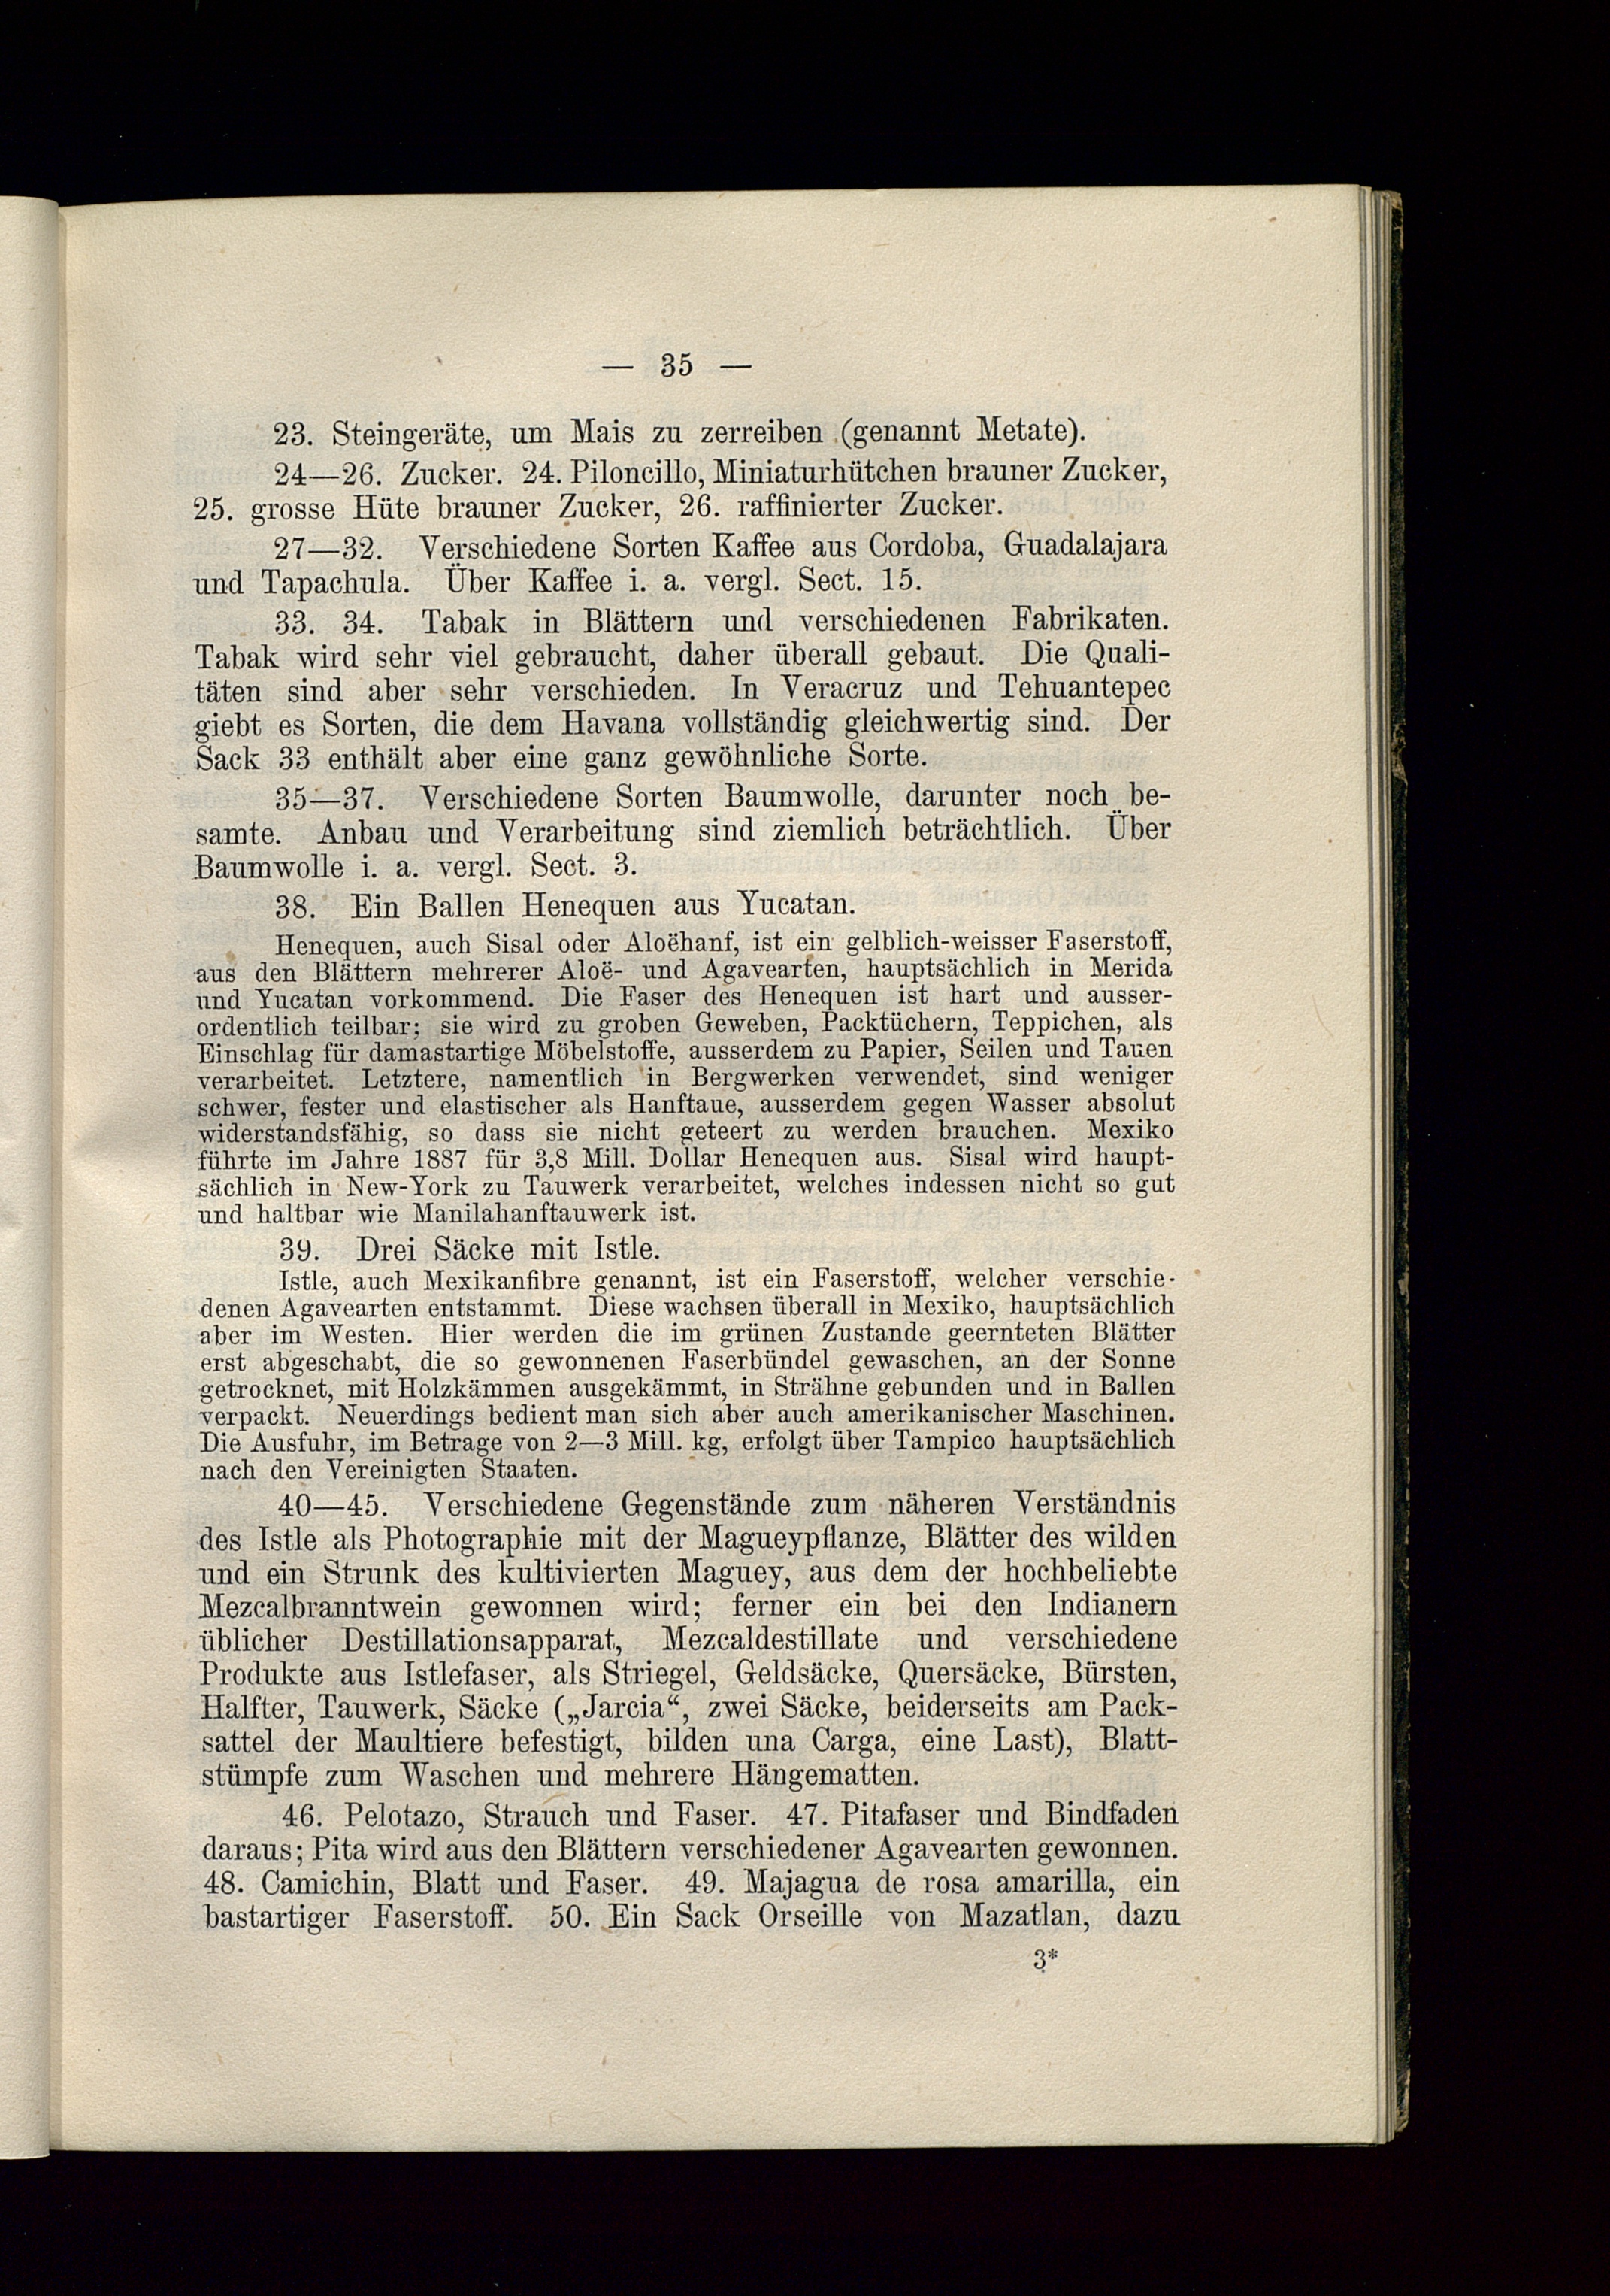 — 35 —
23. Steingeräte, um Mais zu zerreiben (genannt Metate).
24—26. Zucker. 24. Piloncillo, Miniaturhütchen brauner Zucker,
25. grosse Hüte brauner Zucker, 26. raffinierter Zucker.
27—32. Verschiedene Sorten Kaffee aus Cordoba, Guadalajara
und Tapachula. Über Kaffee i. a. vergl. Sect. 15.
33. 34. Tabak in Blättern und verschiedenen Fabrikaten.
Tabak wird sehr viel gebraucht, daher überall gebaut. Die Quali-
täten sind aber sehr verschieden. In Veracruz und Tehuantepec
giebt es Sorten, die dem Havana vollständig gleichwertig sind. Der
Sack 33 enthält aber eine ganz gewöhnliche Sorte.
35—37. Verschiedene Sorten Baumwolle, darunter noch be-
samte. Anbau und Verarbeitung sind ziemlich beträchtlich. Über
Baumwolle i. a. vergl. Sect. 3.
38. Ein Ballen Henequen aus Yucatan.
Henequen, auch Sisal oder Aloëhanf, ist ein gelblich-weisser Faserstoff,
aus den Blättern mehrerer Aloë- und Agavearten, hauptsächlich in Merida
und Yucatan vorkommend. Die Faser des Henequen ist hart und ausser-
ordentlich teilbar; sie wird zu groben Geweben, Packtüchern, Teppichen, als
Einschlag für damastartige Möbelstoffe, ausserdem zu Papier, Seilen und Tauen
verarbeitet. Letztere, namentlich in Bergwerken verwendet, sind weniger
schwer, fester und elastischer als Hanftaue, ausserdem gegen Wasser absolut
widerstandsfähig, so dass sie nicht geteert zu werden brauchen. Mexiko
führte im Jahre 1887 für 3,8 Mill. Dollar Henequen aus. Sisal wird haupt-
sächlich in New-York zu Tauwerk verarbeitet, welches indessen nicht so gut
und haltbar wie Manilahanftauwerk ist.
39. Drei Säcke mit Istle.
Istle, auch Mexikanfibre genannt, ist ein Faserstoff, welcher verschie-
denen Agavearten entstammt. Diese wachsen überall in Mexiko, hauptsächlich
aber im Westen. Hier werden die im grünen Zustande geernteten Blätter
erst abgeschabt, die so gewonnenen Faserbündel gewaschen, an der Sonne
getrocknet, mit Holzkämmen ausgekämmt, in Strähne gebunden und in Ballen
verpackt. Neuerdings bedient man sich aber auch amerikanischer Maschinen.
Die Ausfuhr, im Betrage von 2—3 Mill. kg, erfolgt über Tampico hauptsächlich
nach den Vereinigten Staaten.
40—45. Verschiedene Gegenstände zum näheren Verständnis
des Istle als Photographie mit der Magueypflanze, Blätter des wilden
und ein Strunk des kultivierten Maguey, aus dem der hochbeliebte
Mezcalbranntwein gewonnen wird; ferner ein bei den Indianern
üblicher Destillationsapparat, Mezcaldestillate und verschiedene
Produkte aus Istlefaser, als Striegel, Geldsäcke, Quersäcke, Bürsten,
Halfter, Tauwerk, Säcke („Jarcia“, zwei Säcke, beiderseits am Pack-
sattel der Maultiere befestigt, bilden una Carga, eine Last), Blatt-
stümpfe zum Waschen und mehrere Hängematten.
46. Pelotazo, Strauch und Faser. 47. Pitafaser und Bindfaden
daraus; Pita wird aus den Blättern verschiedener Agavearten gewonnen.
48. Camichin, Blatt und Faser. 49. Majagua de rosa amarilla, ein
bastartiger Faserstoff. 50. Ein Sack Orseille von Mazatlan, dazu
3*